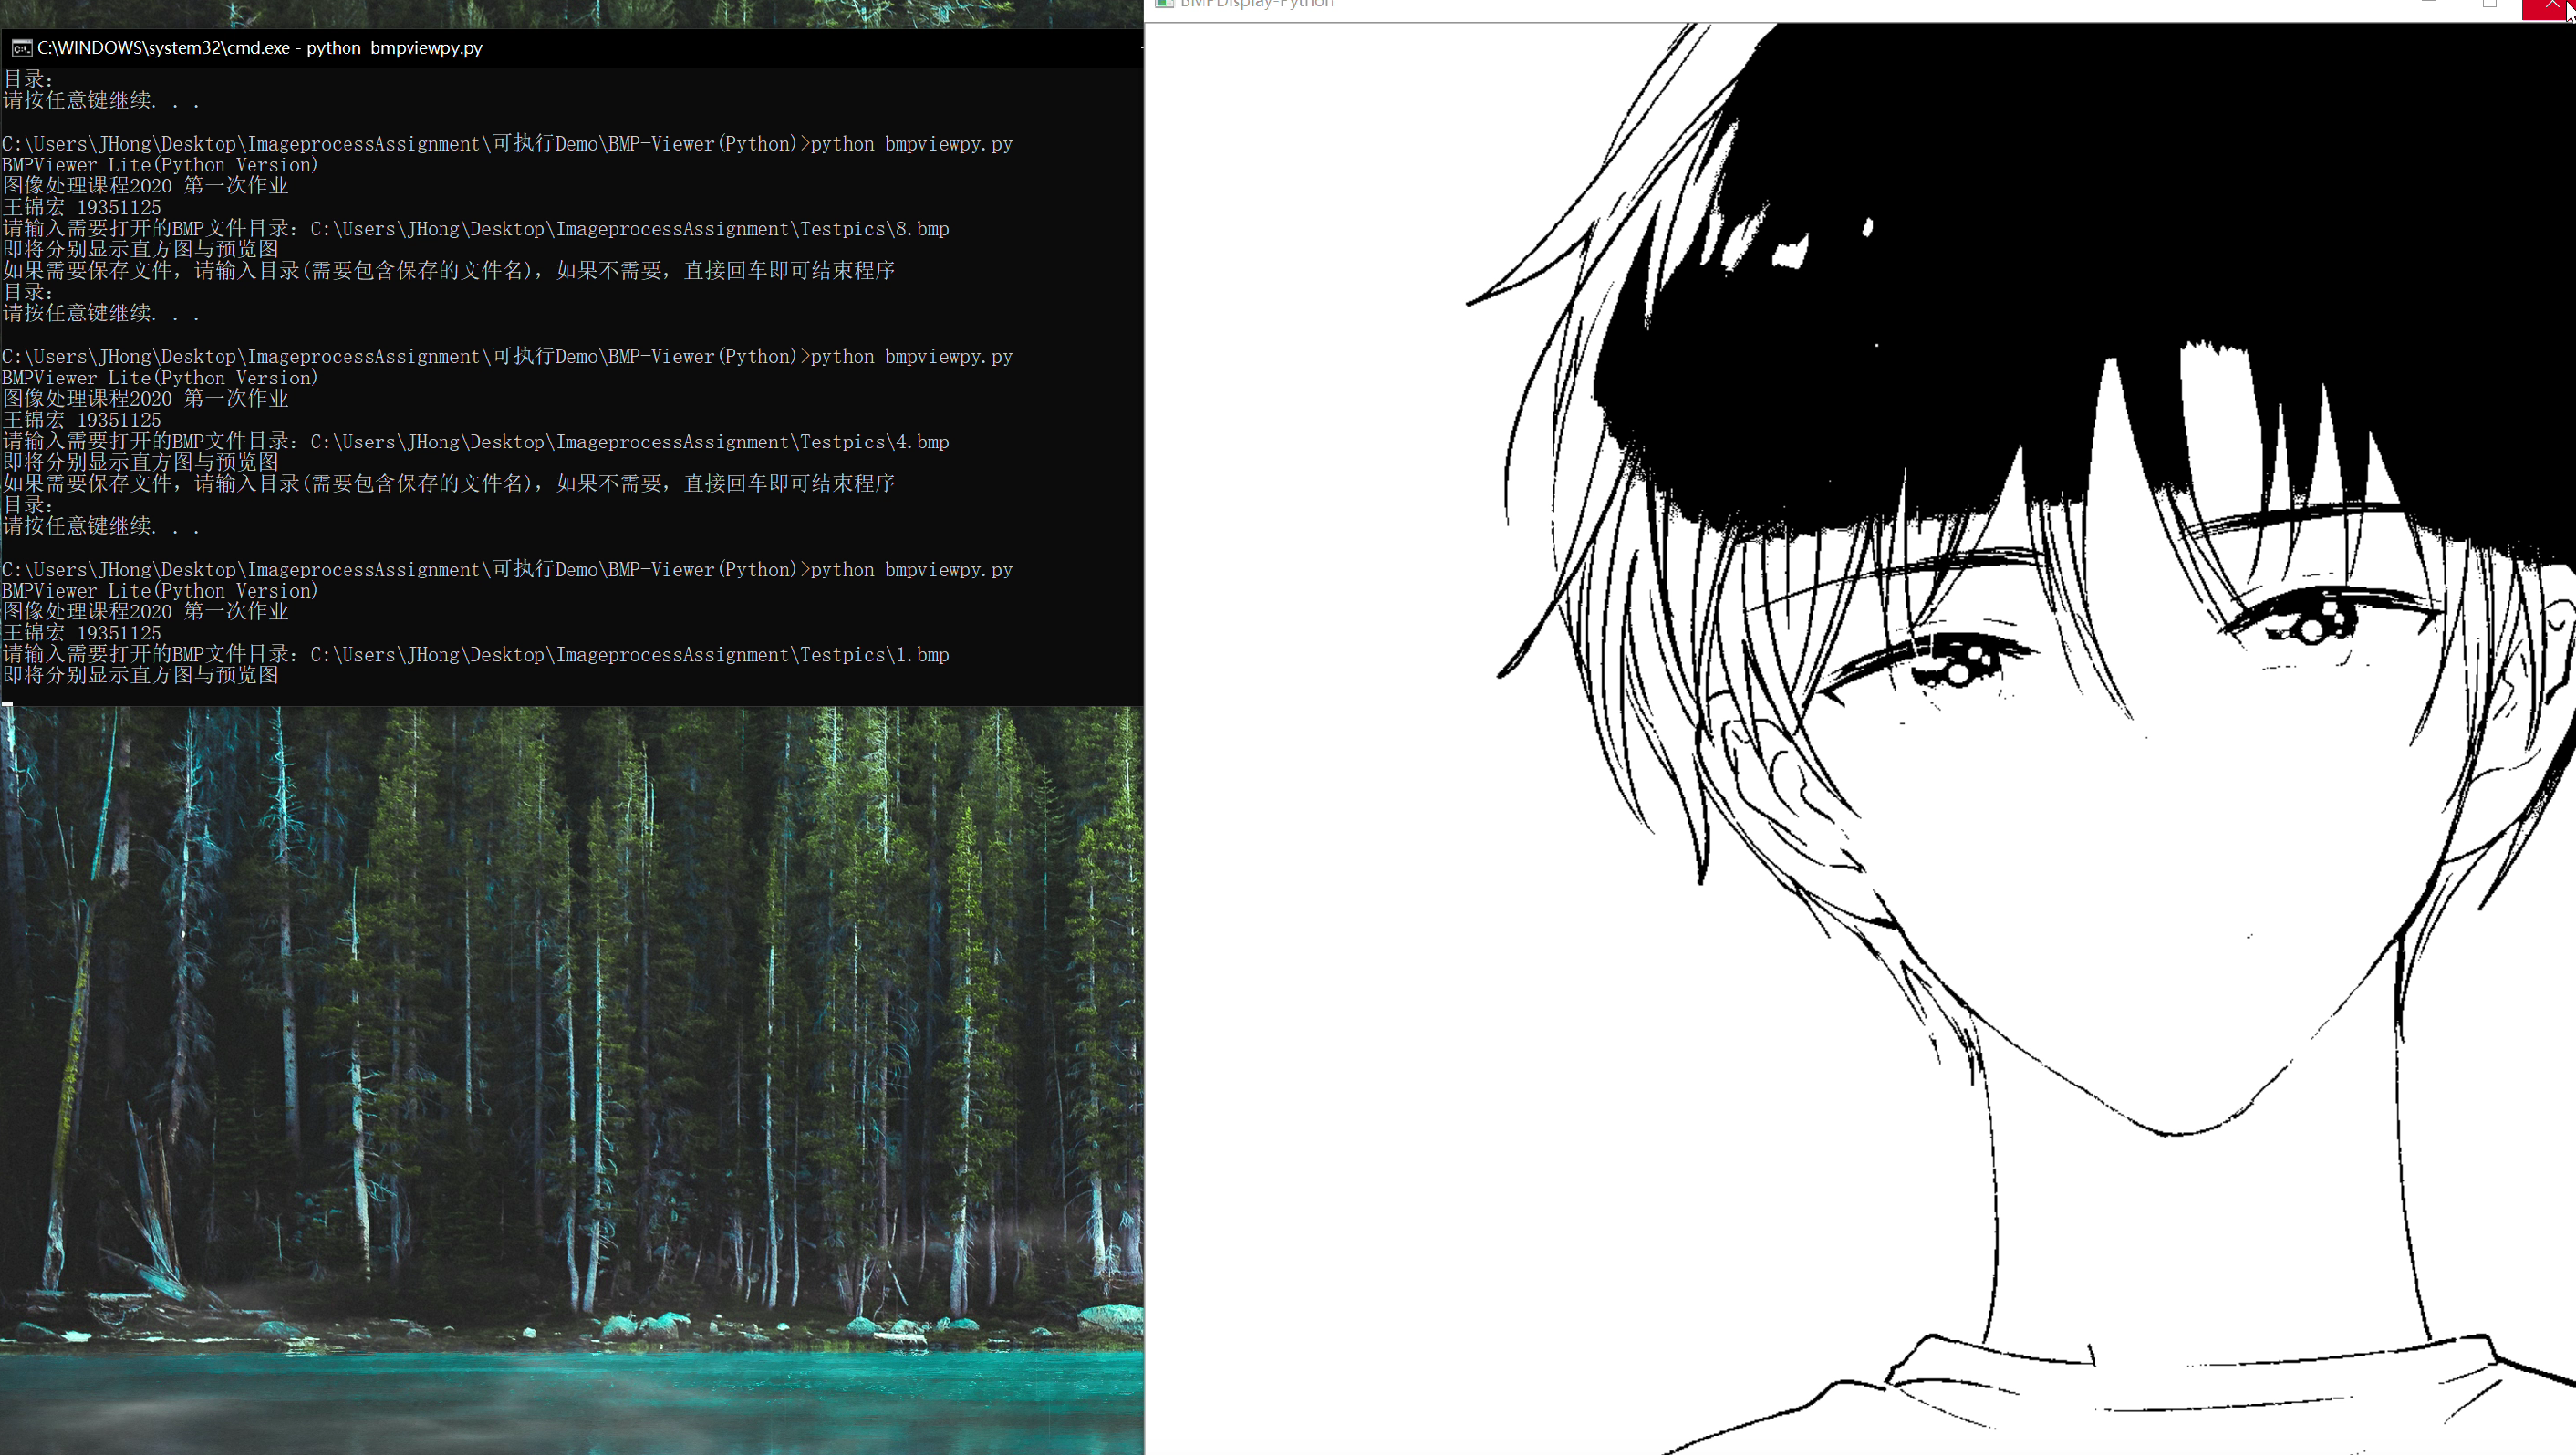 C:\WINDOWS\system32\cmd.exe - python  bmpviewpy.py
BMPDisplay-Python
目录:
请按任意键继续. . .
C:\Users\JHong\Desktop\ImageprocessAssignment\可执行Demo\BMP-Viewer(Python)>python bmpviewpy.py
BMPViewer Lite(Python Version)
图像处理课程2020 第一次作业
王锦宏 19351125
请输入需要打开的BMP文件目录: C:\Users\JHong\Desktop\ImageprocessAssignment\Testpics\8.bmp
即将分别显示直方图与预览图
如果需要保存文件, 请输入目录(需要包含保存的文件名), 如果不需要, 直接回车即可结束程序
目录:
请按任意键继续. . .
C:\Users\JHong\Desktop\ImageprocessAssignment\可执行Demo\BMP-Viewer(Python)>python bmpviewpy.py
BMPViewer Lite(Python Version)
图像处理课程2020 第一次作业
王锦宏 19351125
请输入需要打开的BMP文件目录: C:\Users\JHong\Desktop\ImageprocessAssignment\Testpics\4.bmp
即将分别显示直方图与预览图
如果需要保存文件, 请输入目录(需要包含保存的文件名), 如果不需要, 直接回车即可结束程序
目录:
请按任意键继续. . .
C:\Users\JHong\Desktop\ImageprocessAssignment\可执行Demo\BMP-Viewer(Python)>python bmpviewpy.py
BMPViewer Lite(Python Version)
图像处理课程2020 第一次作业
王锦宏 19351125
请输入需要打开的BMP文件目录: C:\Users\JHong\Desktop\ImageprocessAssignment\Testpics\1.bmp
即将分别显示直方图与预览图